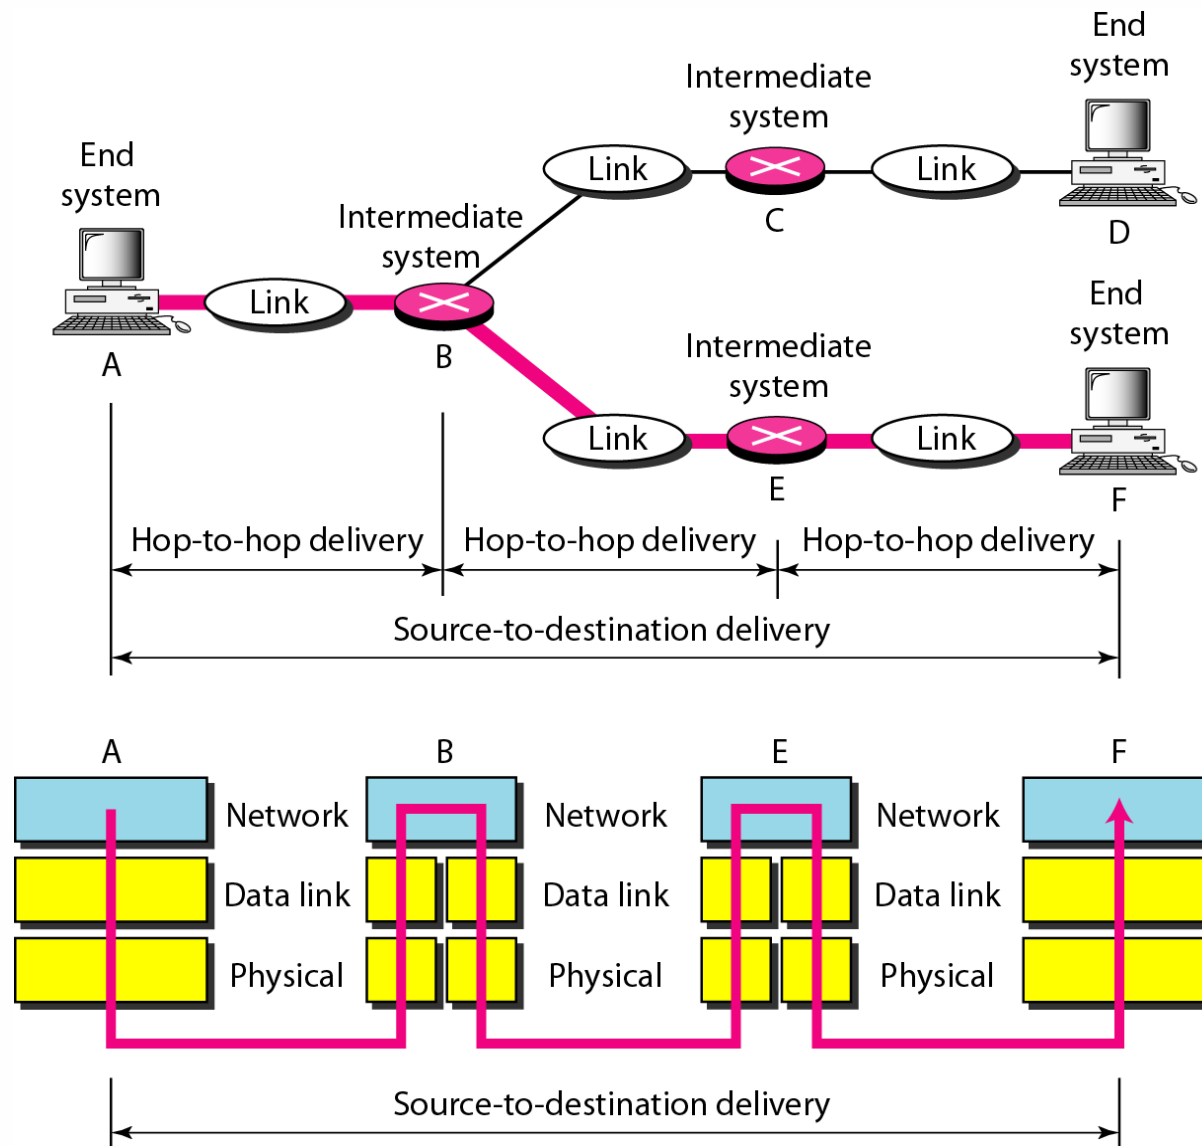 End
system
Intermediate
system
Link
Link
C
D
End
system
Intermediate
system
Link
A
B
End
system
Intermediate
system
Link
Link
E
F
Hop-to-hop delivery
Hop-to-hop delivery
Hop-to-hop delivery
Source-to-destination delivery
A
B
E
F
Network
Network
Network
Data link
Data link
Data link
Physical
Physical
Physical
Source-to-destination delivery